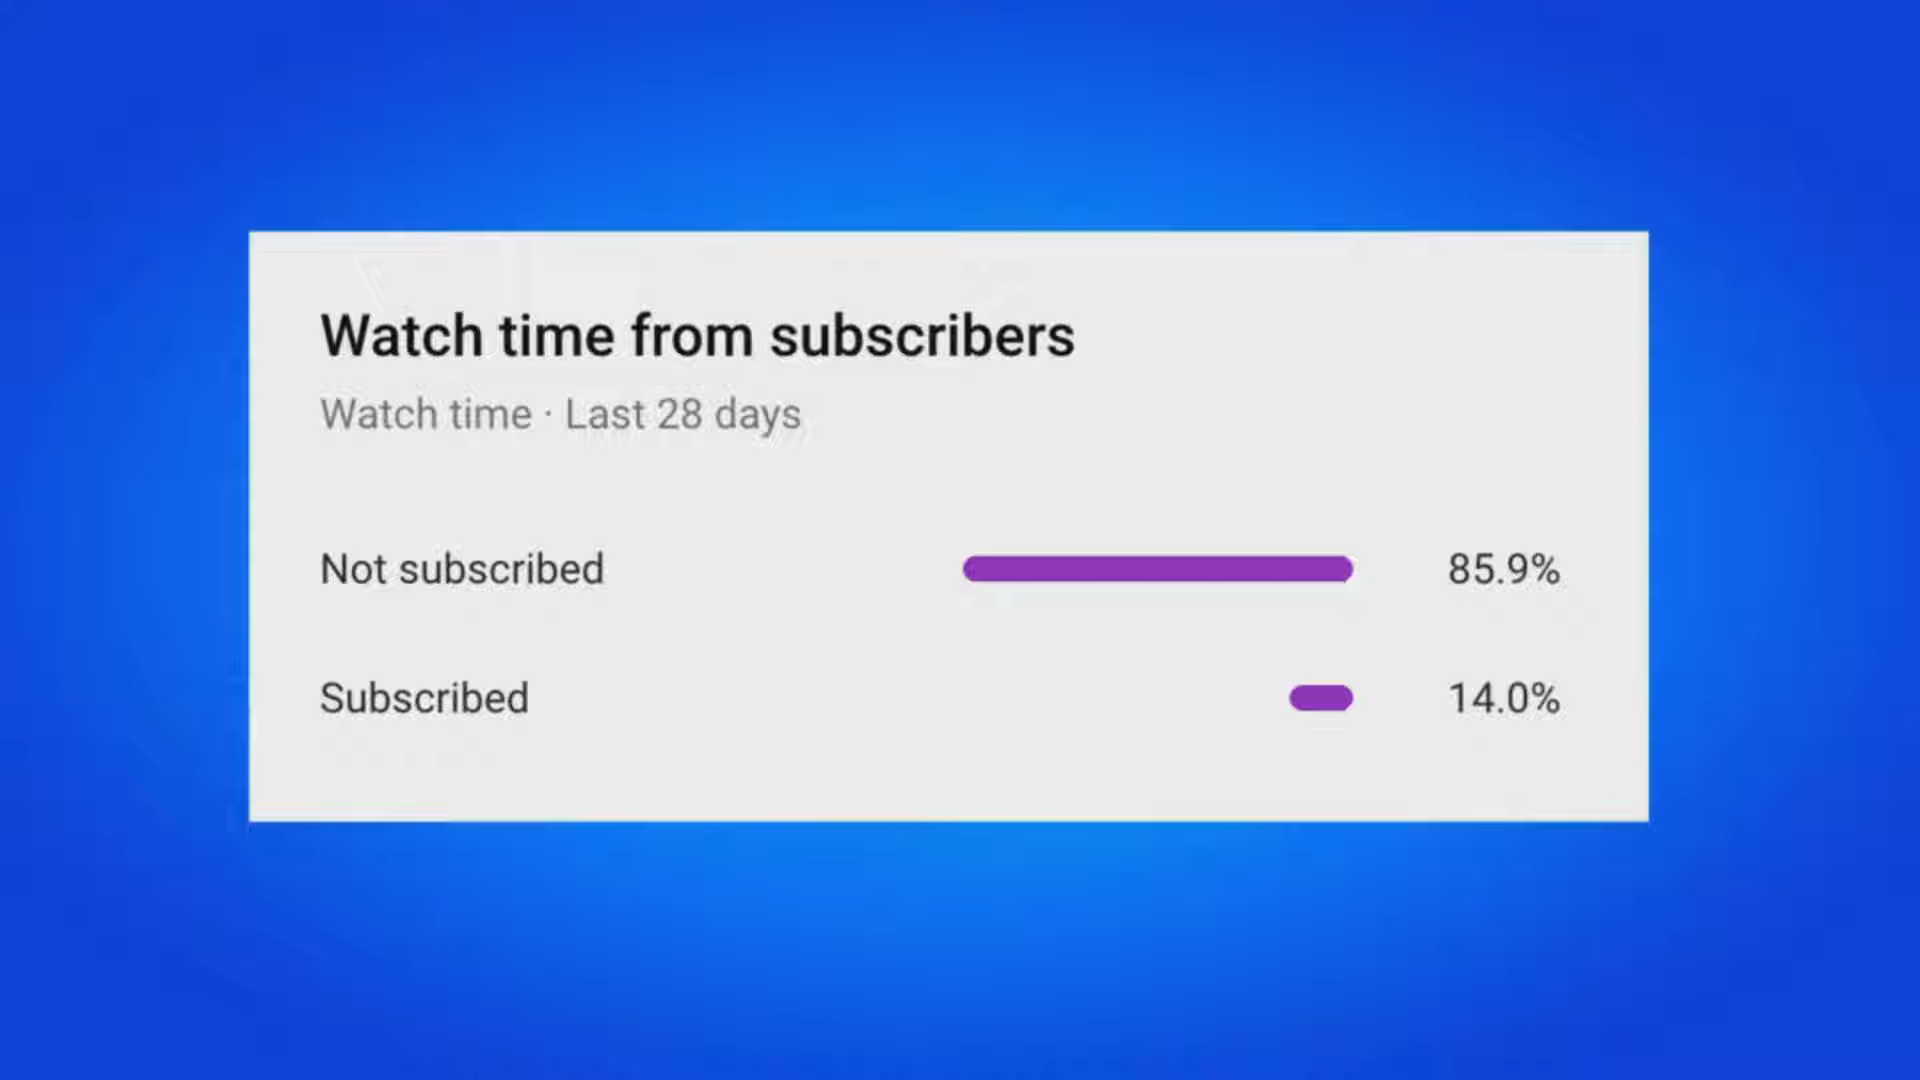 Watch time from subscribers
Watch time · Last 28 days
Not subscribed 85.9%
Subscribed 14.0%